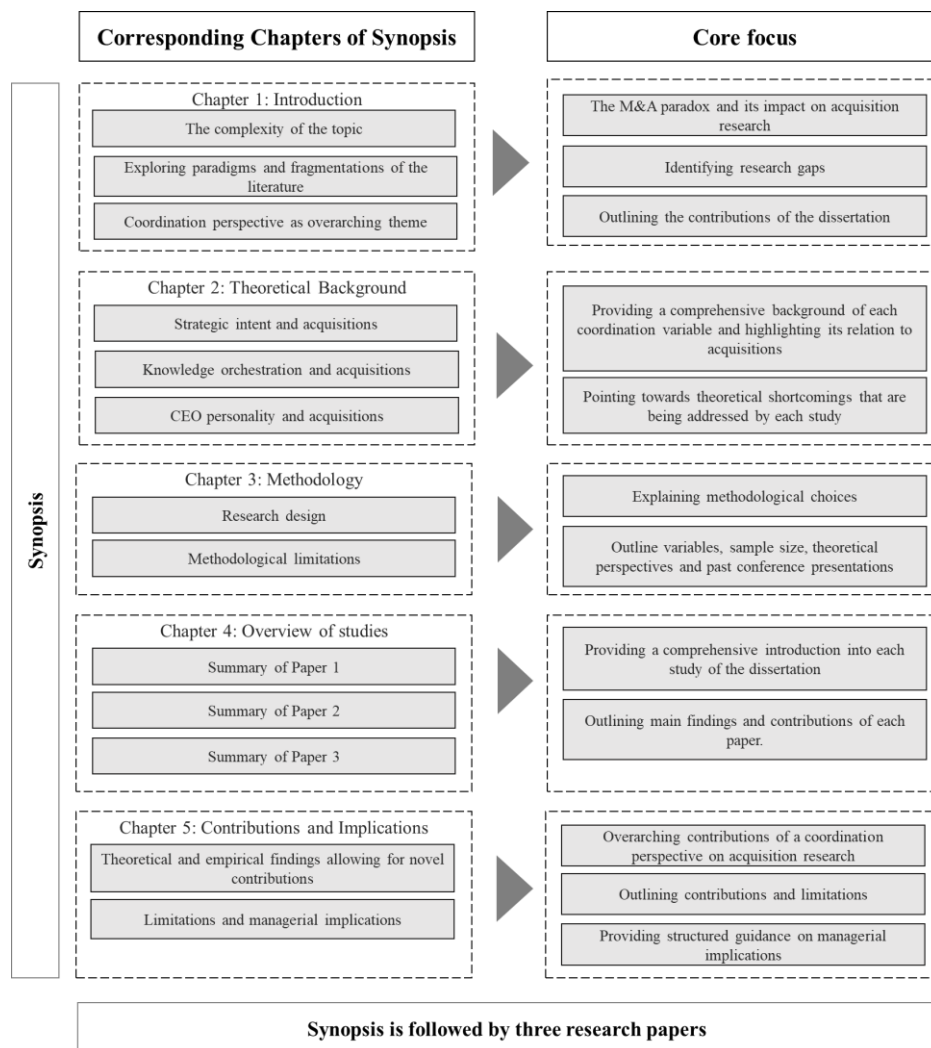 Corresponding Chapters of Synopsis
Core focus
Synopsis
Chapter 1: Introduction
The complexity of the topic
Exploring paradigms and fragmentations of the
literature
Coordination perspective as overarching theme
The M&A paradox and its impact on acquisition
research
Identifying research gaps
Outlining the contributions of the dissertation
Chapter 2: Theoretical Background
Strategic intent and acquisitions
Knowledge orchestration and acquisitions
CEO personality and acquisitions
Providing a comprehensive background of each
coordination variable and highlighting its relation to
acquisitions
Pointing towards theoretical shortcomings that are
being addressed by each study
Chapter 3: Methodology
Research design
Methodological limitations
Explaining methodological choices
Outline variables, sample size, theoretical
perspectives and past conference presentations
Chapter 4: Overview of studies
Summary of Paper 1
Summary of Paper 2
Summary of Paper 3
Providing a comprehensive introduction into each
study of the dissertation
Outlining main findings and contributions of each
paper.
Chapter 5: Contributions and Implications
Theoretical and empirical findings allowing for novel
contributions
Limitations and managerial implications
Overarching contributions of a coordination
perspective on acquisition research
Outlining contributions and limitations
Providing structured guidance on managerial
implications
Synopsis is followed by three research papers